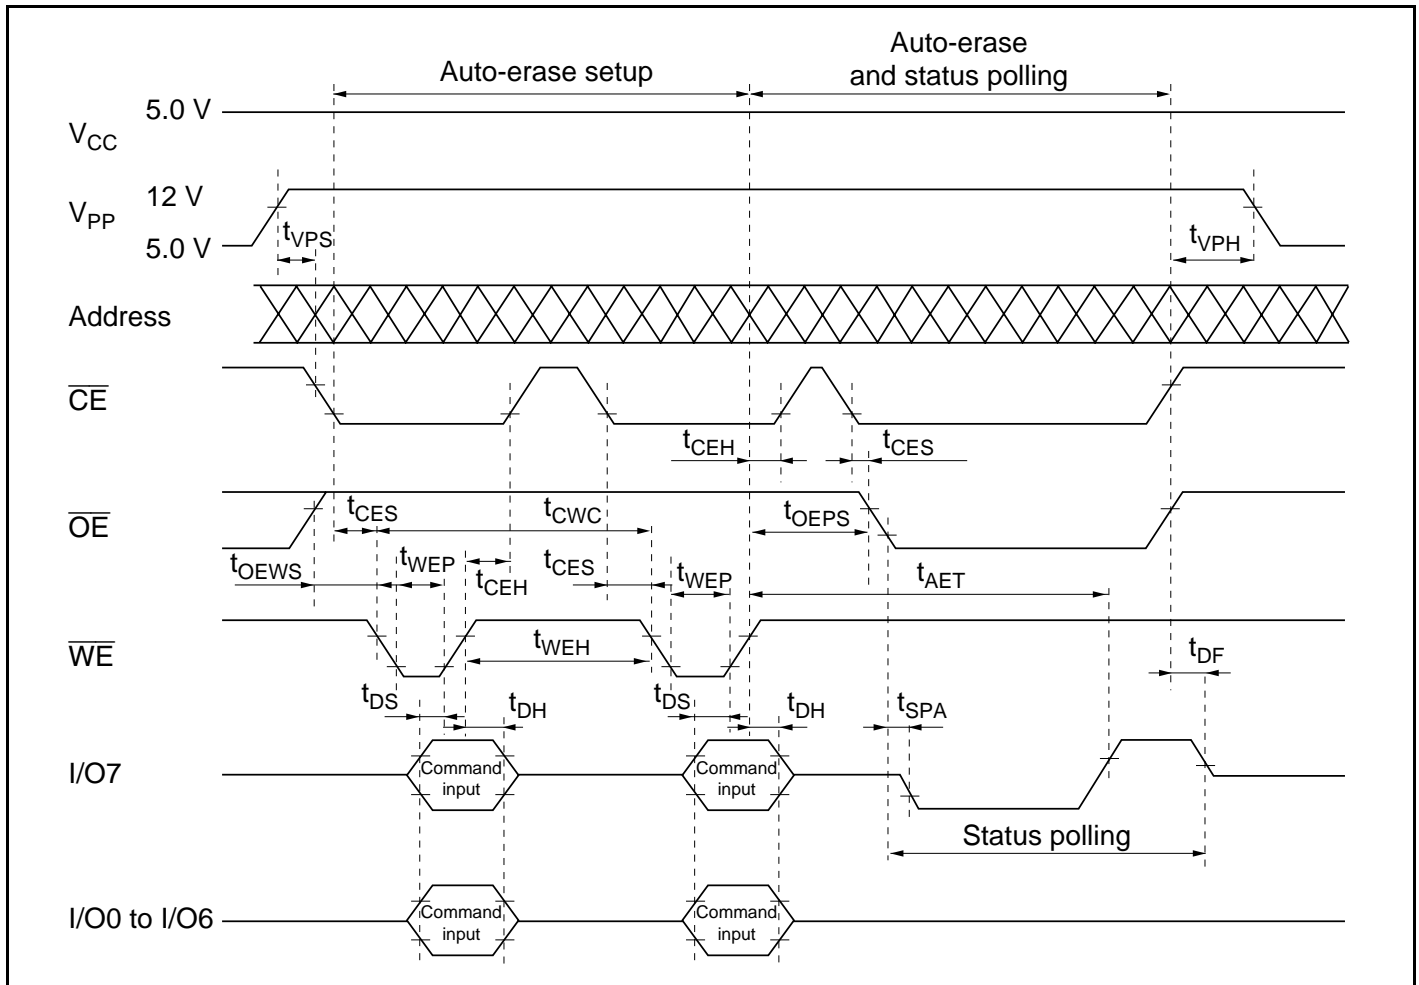 Auto-erase setup
Auto-erase
and status polling
VCC
5.0 V
VPP
12 V
5.0 V
tVPS
tVPH
Address
CE
tCEH
tCES
OE
tCES
tCWC
tOEPS
tOEWS
tWEP
tCEH
tCES
tWEP
tAET
WE
tWEH
tDF
tDS
tDH
tDS
tDH
tSPA
I/O7
Command
input
Command
input
Status polling
I/O0 to I/O6
Command
input
Command
input